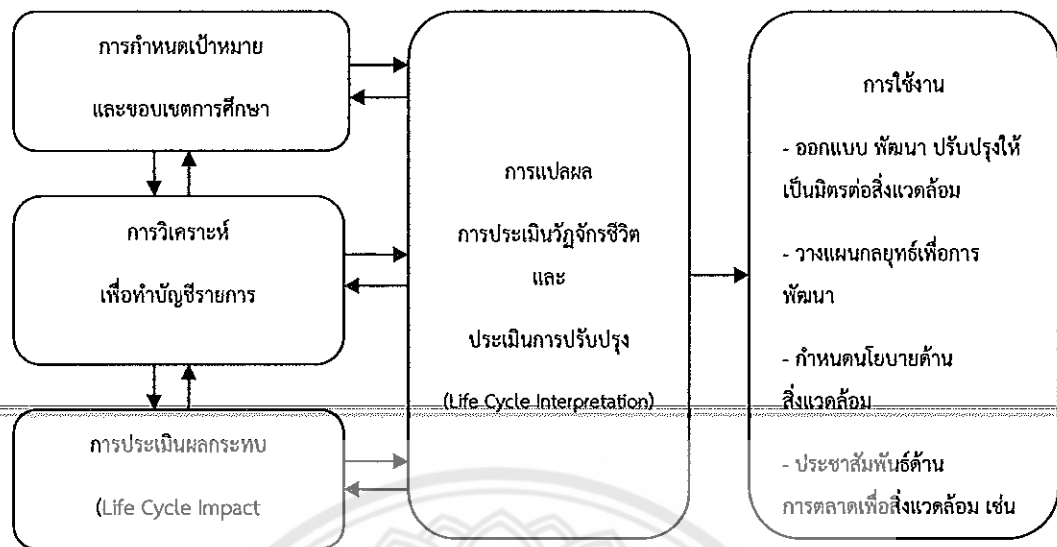 การกำหนดเป้าหมาย
และขอบเขตการศึกษา
การวิเคราะห์
เพื่อทำบัญชีรายการ
การประเมินผลกระทบ
(Life Cycle Impact
การแปลผล
การประเมินวัฏจักรชีวิต
และ
ประเมินการปรับปรุง
(Life Cycle Interpretation)
การใช้งาน
- ออกแบบ พัฒนา ปรับปรุงให้
เป็นมิตรต่อสิ่งแวดล้อม
- วางแผนกลยุทธ์เพื่อการ
พัฒนา
- กำหนดนโยบายด้าน
สิ่งแวดล้อม
- ประชาสัมพันธ์ด้าน
การตลาดเพื่อสิ่งแวดล้อม เช่น